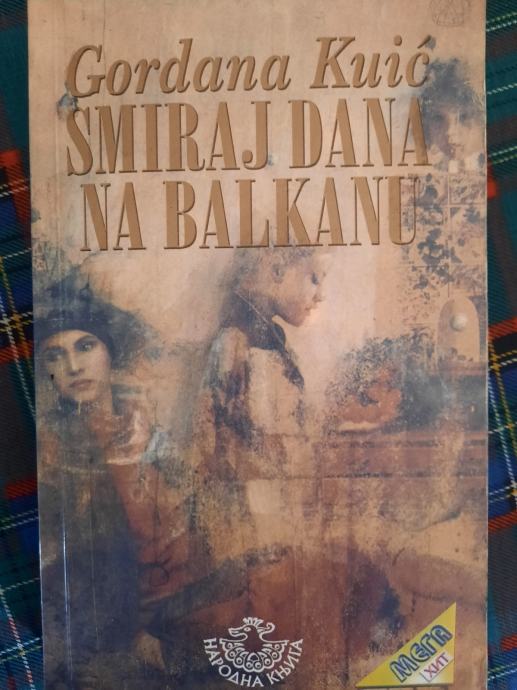 Gordana Kuić
SMIRAJ DANA
NA BALKANU
НАРОДНА КЊИГА
МЕГА
ХИТ